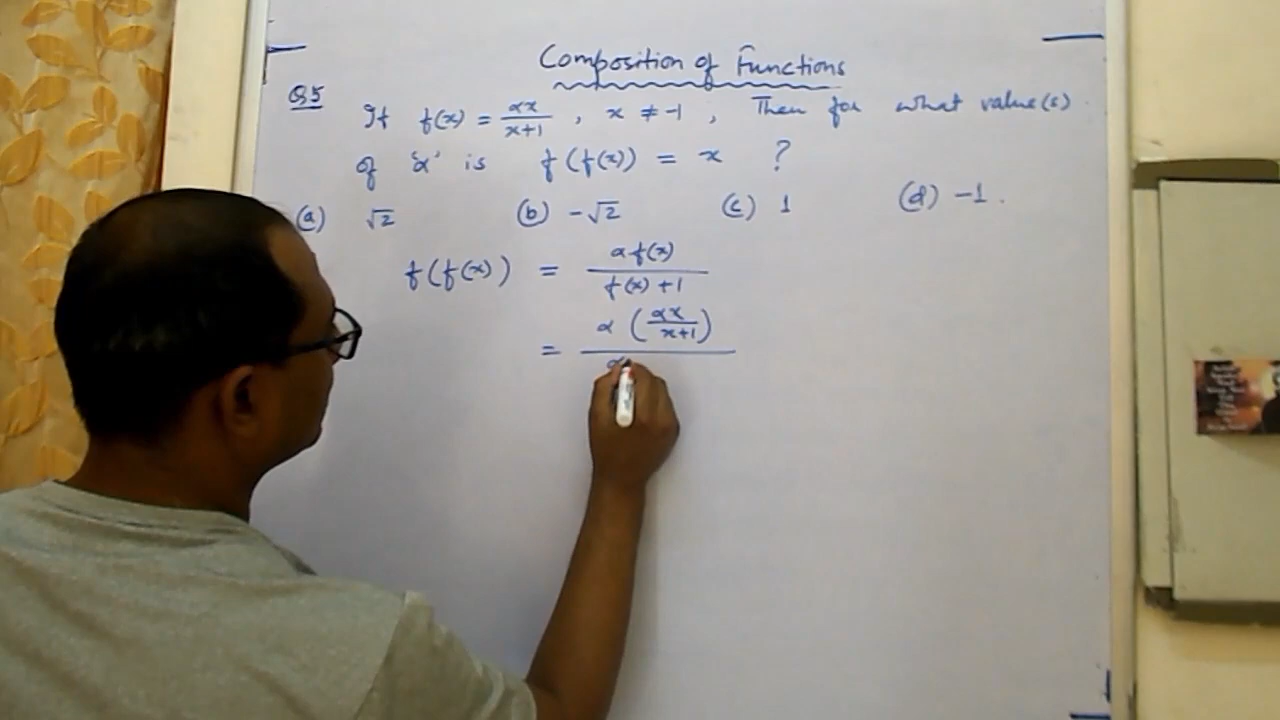 Composition of Functions
Q5 If f(x) = αx/(x+1) , x ≠ -1 , Then for what value(s)
of 'α' is f(f(x)) = x ?
(a) √2 (b) -√2 (c) 1 (d) -1.
f(f(x)) = αf(x)/(f(x)+1)
= α(αx/(x+1))/α